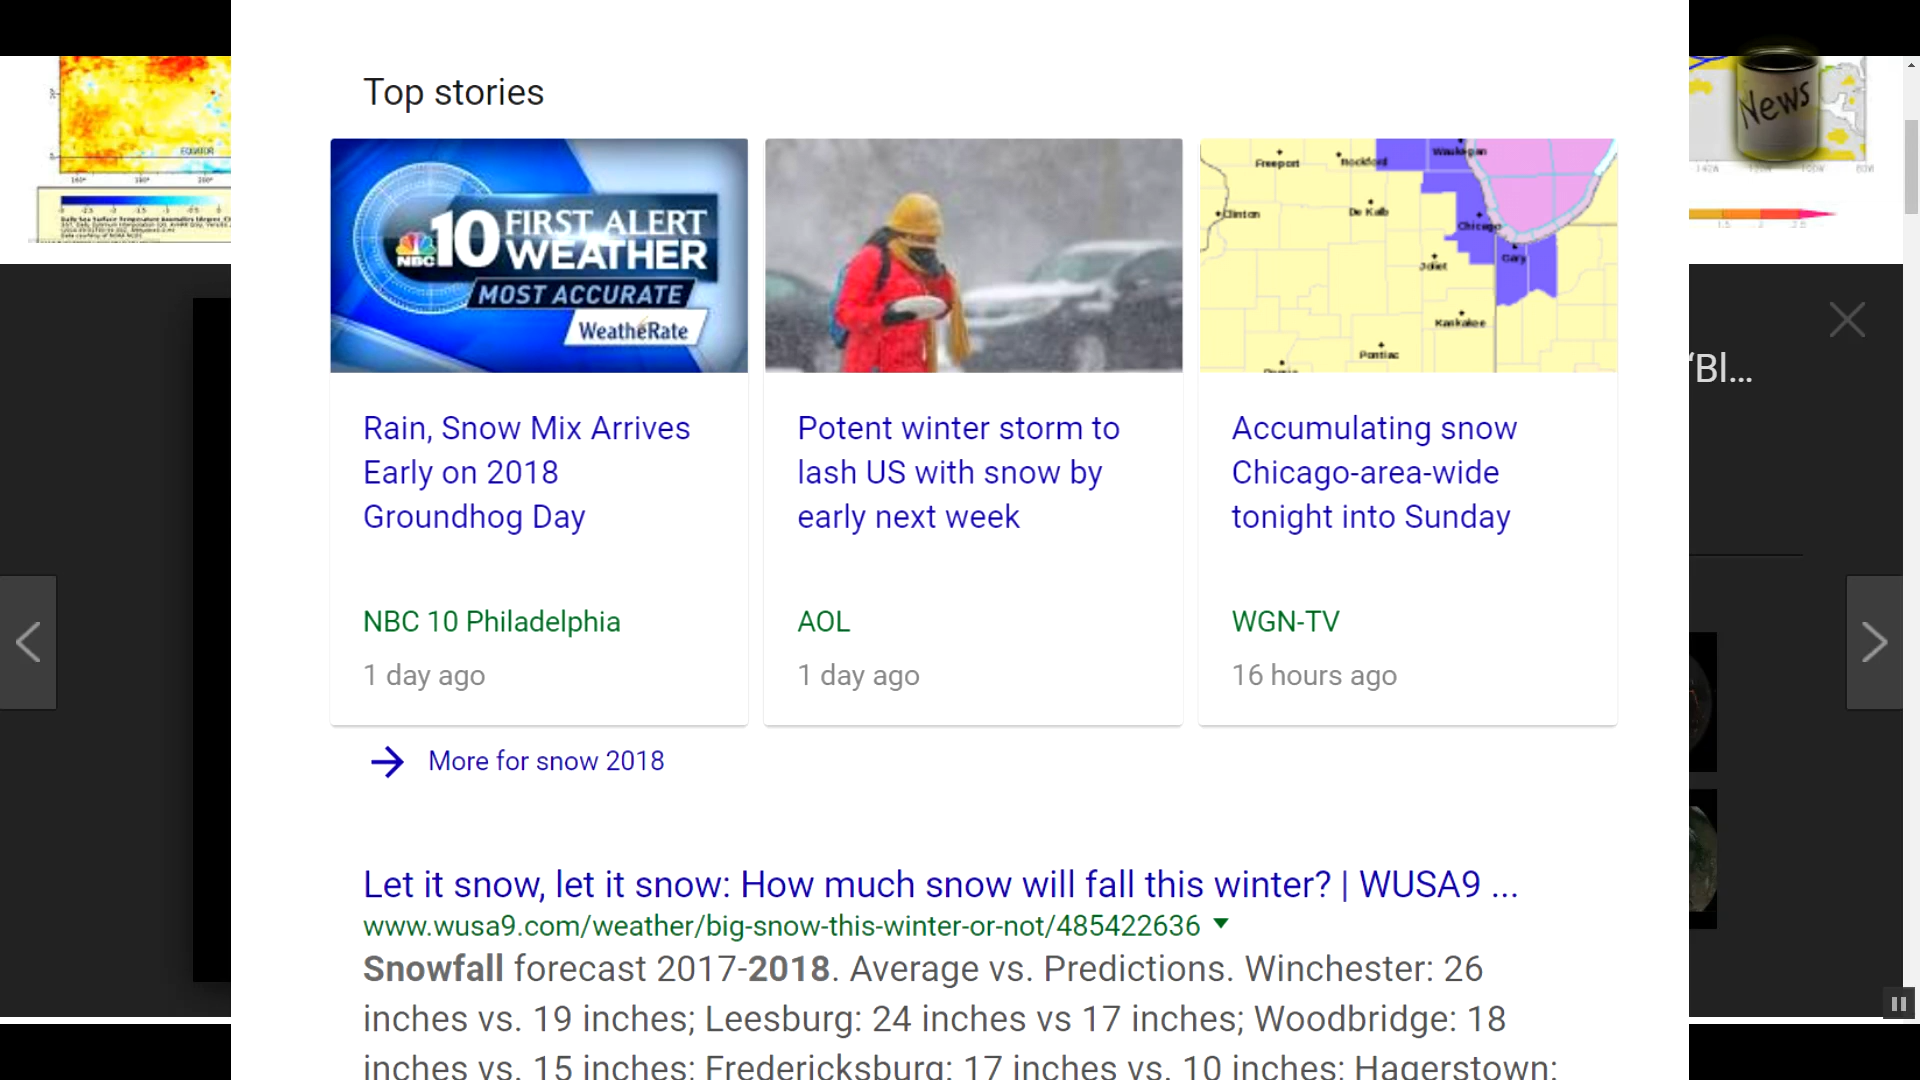 Top stories
NBC 10 FIRST ALERT
WEATHER
MOST ACCURATE
WeatheRate
Freeport
Rockford
Waukegan
Clinton
De Kalb
Chicago
Joliet
Gary
Kankakee
Pontiac
News
EQUATOR
Rain, Snow Mix Arrives
Early on 2018
Groundhog Day
NBC 10 Philadelphia
1 day ago
Potent winter storm to
lash US with snow by
early next week
AOL
1 day ago
Accumulating snow
Chicago-area-wide
tonight into Sunday
WGN-TV
16 hours ago
'Bl...
More for snow 2018
Let it snow, let it snow: How much snow will fall this winter? | WUSA9 ...
www.wusa9.com/weather/big-snow-this-winter-or-not/485422636
Snowfall forecast 2017-2018. Average vs. Predictions. Winchester: 26
inches vs. 19 inches; Leesburg: 24 inches vs 17 inches; Woodbridge: 18
inches vs. 15 inches; Fredericksburg: 17 inches vs. 10 inches; Hagerstown: